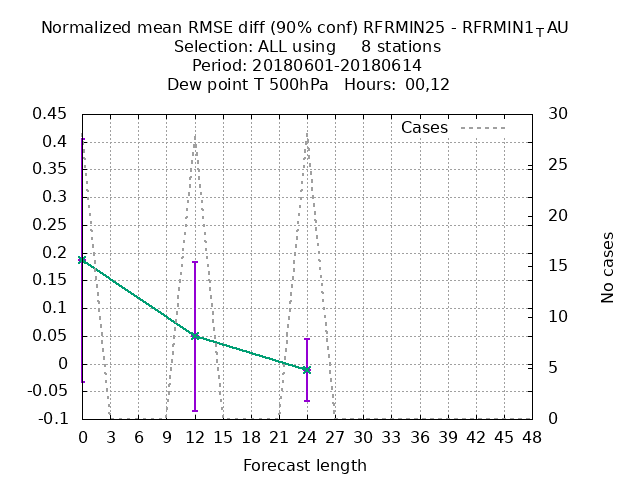 Normalized mean RMSE diff (90% conf) RFRMIN25 - RFRMIN1_TAU
Selection: ALL using     8 stations
Period: 20180601-20180614
Dew point T 500hPa   Hours:  00,12
Cases
0.45
0.4
0.35
0.3
0.25
0.2
0.15
0.1
0.05
0
-0.05
-0.1
30
25
20
15
10
5
0
No cases
0 3 6 9 12 15 18 21 24 27 30 33 36 39 42 45 48
Forecast length